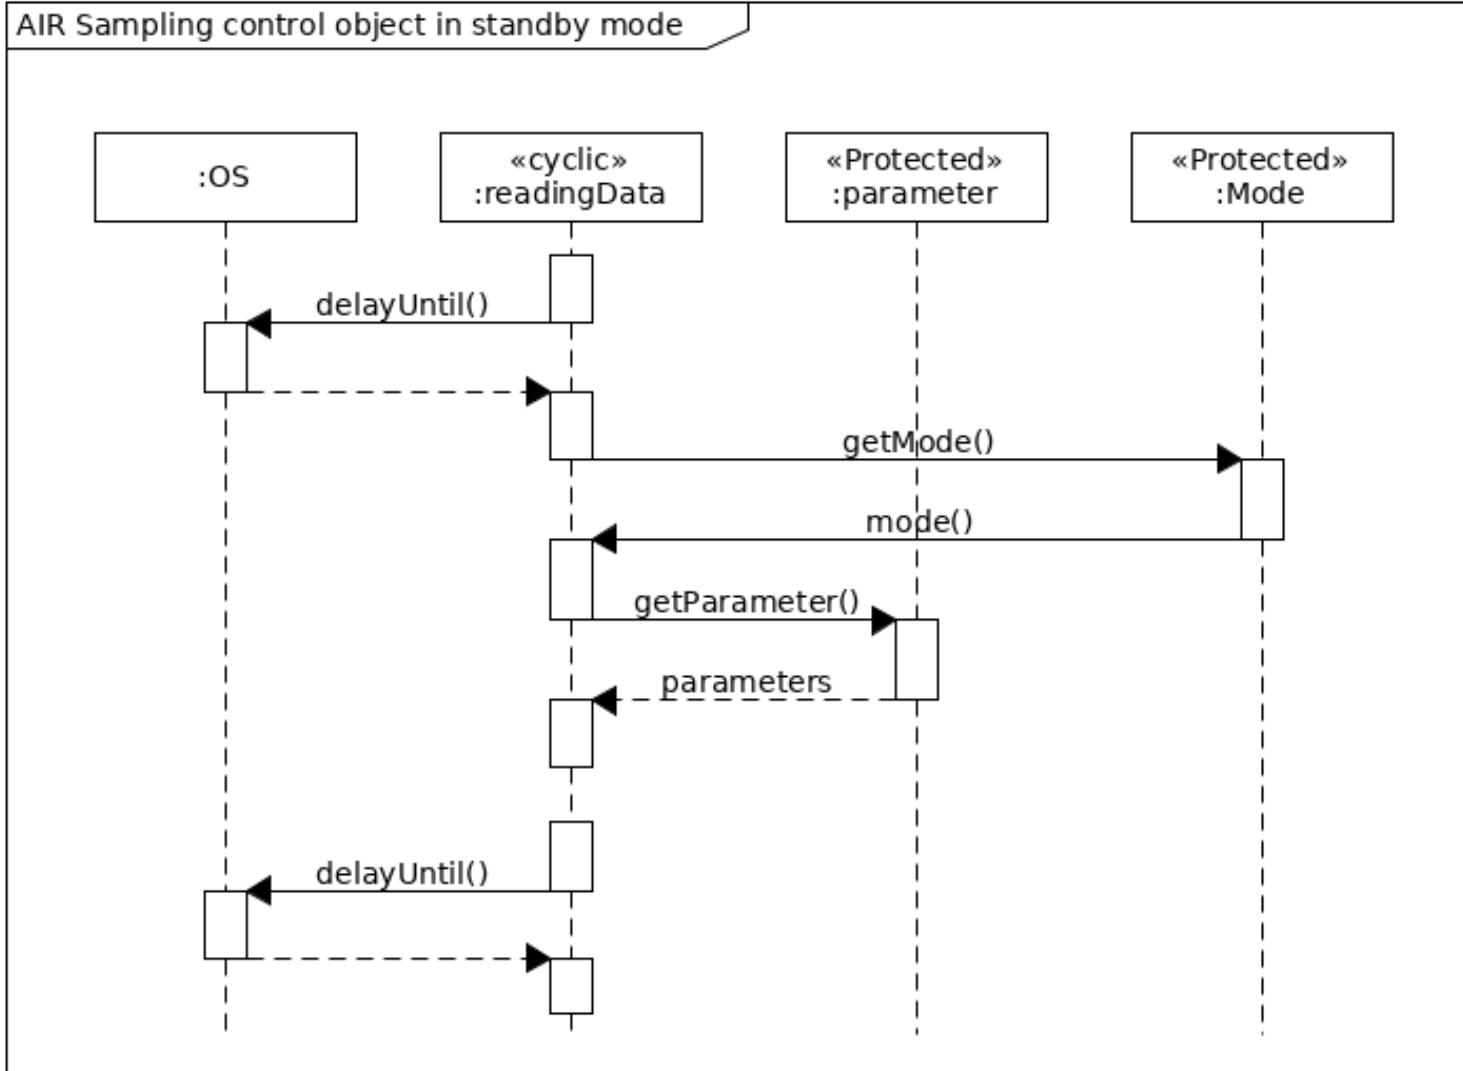 AIR Sampling control object in standby mode
:OS
«cyclic»
:readingData
«Protected»
:parameter
«Protected»
:Mode
delayUntil()
getMode()
mode()
getParameter()
parameters
delayUntil()